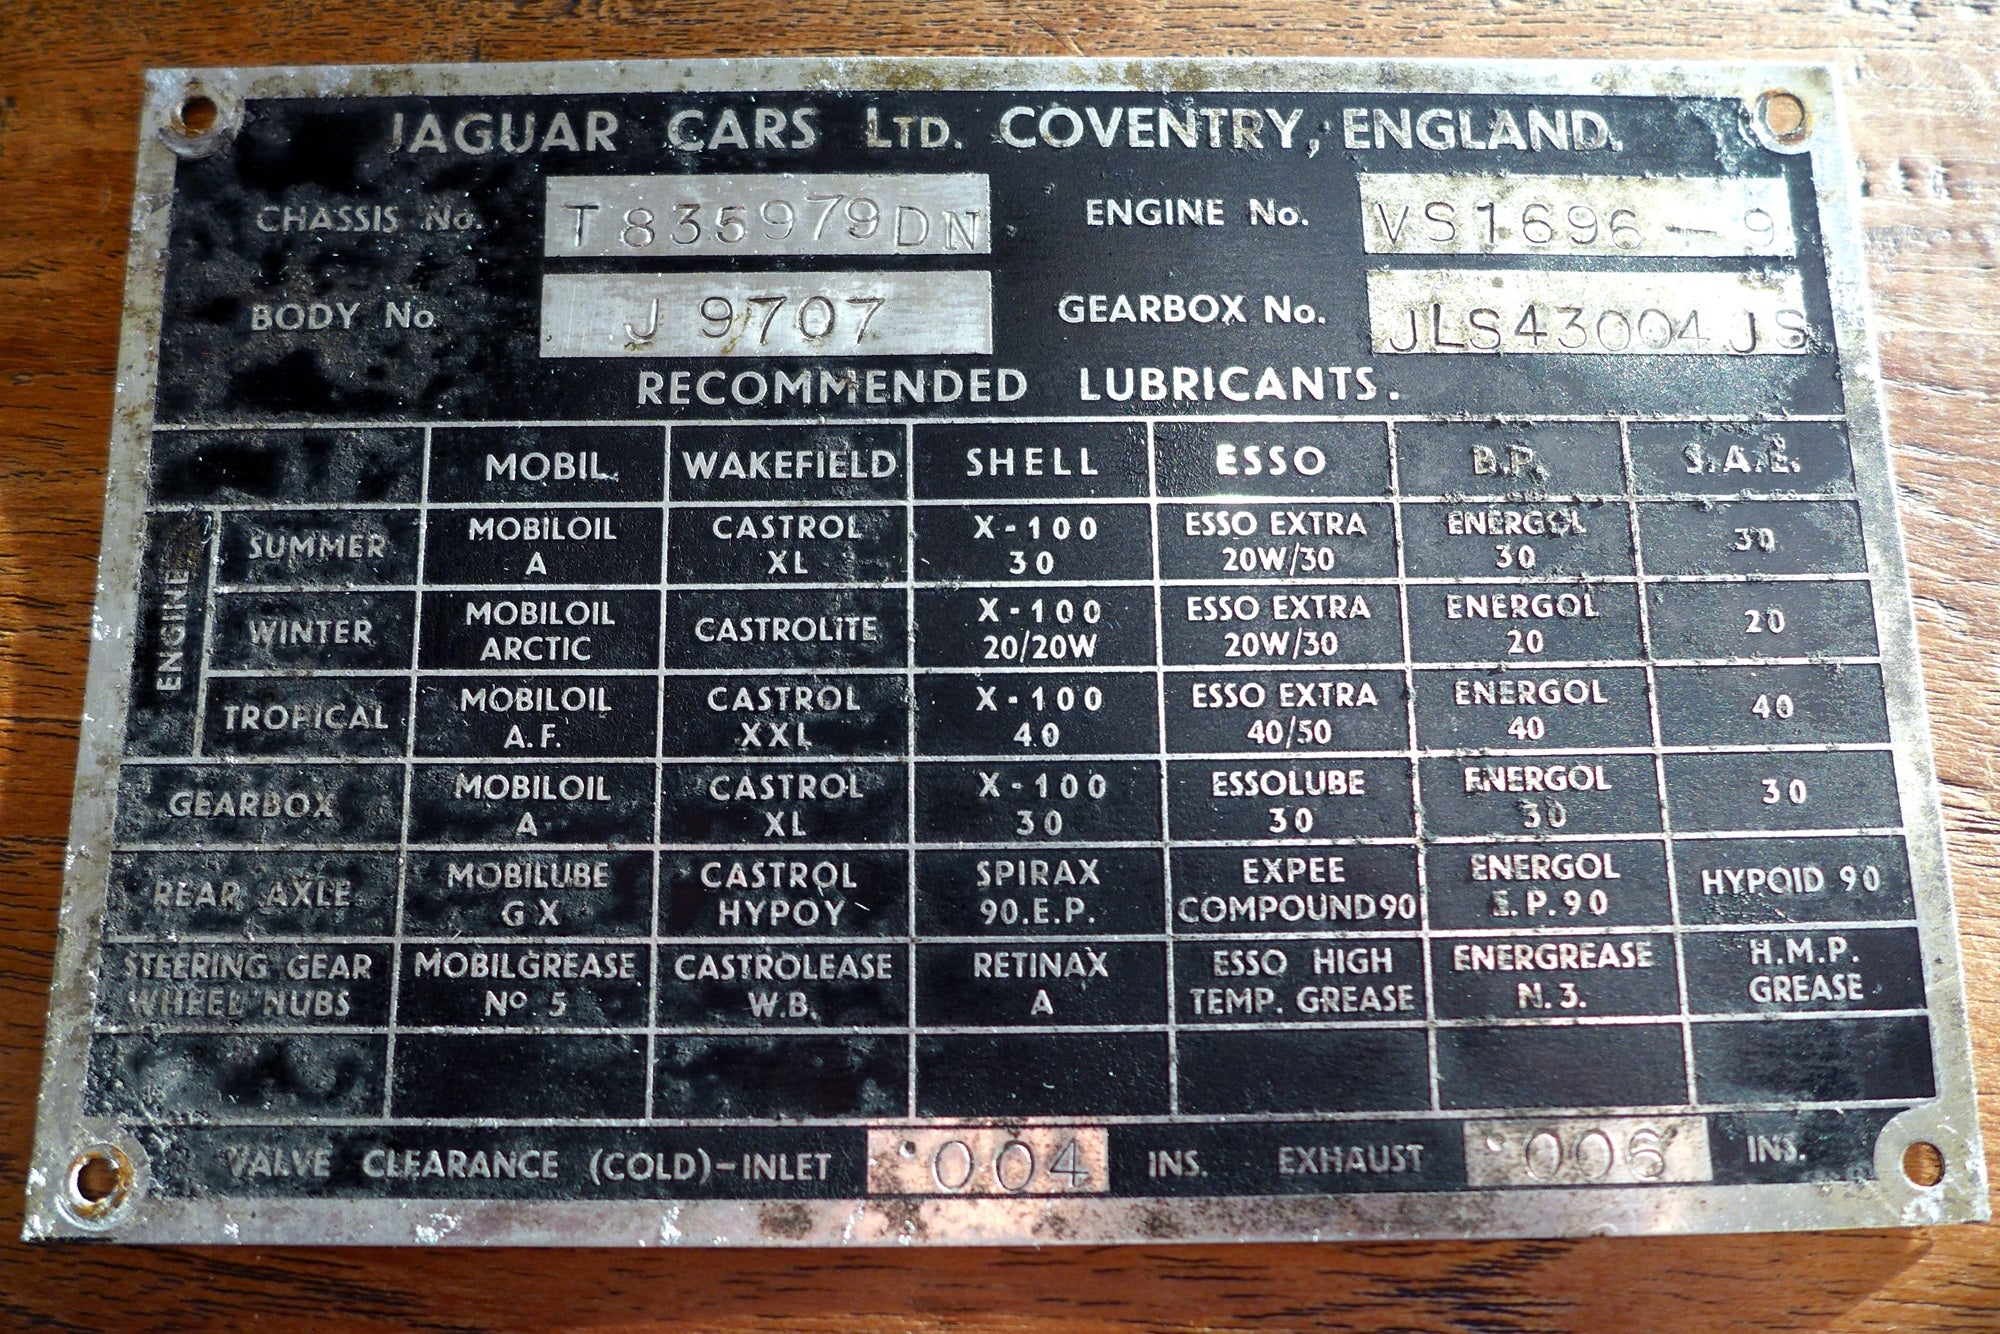 JAGUAR CARS LTD. COVENTRY, ENGLAND.
CHASSIS No. T835979DN ENGINE No. VS1696-9
BODY No. J 9707 GEARBOX No. JLS43004JS
RECOMMENDED LUBRICANTS.
MOBIL. WAKEFIELD SHELL ESSO B.P. S.A.E.
ENGINE
SUMMER MOBILOIL A CASTROL XL X-100 30 ESSO EXTRA 20W/30 ENERGOL 30 30
WINTER MOBILOIL ARCTIC CASTROLITE X-100 20/20W ESSO EXTRA 20W/30 ENERGOL 20 20
TROPICAL MOBILOIL A.F. CASTROL XXL X-100 40 ESSO EXTRA 40/50 ENERGOL 40 40
GEARBOX MOBILOIL A CASTROL XL X-100 30 ESSOLUBE 30 ENERGOL 30 30
REAR AXLE MOBILUBE GX CASTROL HYPOY SPIRAX 90.E.P. EXPEE COMPOUND 90 ENERGOL E.P.90 HYPOID 90
STEERING GEAR WHEEL HUBS MOBILGREASE No 5 CASTROLEASE W.B. RETINAX A ESSO HIGH TEMP. GREASE ENERGREASE N.3. H.M.P. GREASE
VALVE CLEARANCE (COLD)-INLET .004 INS. EXHAUST .006 INS.